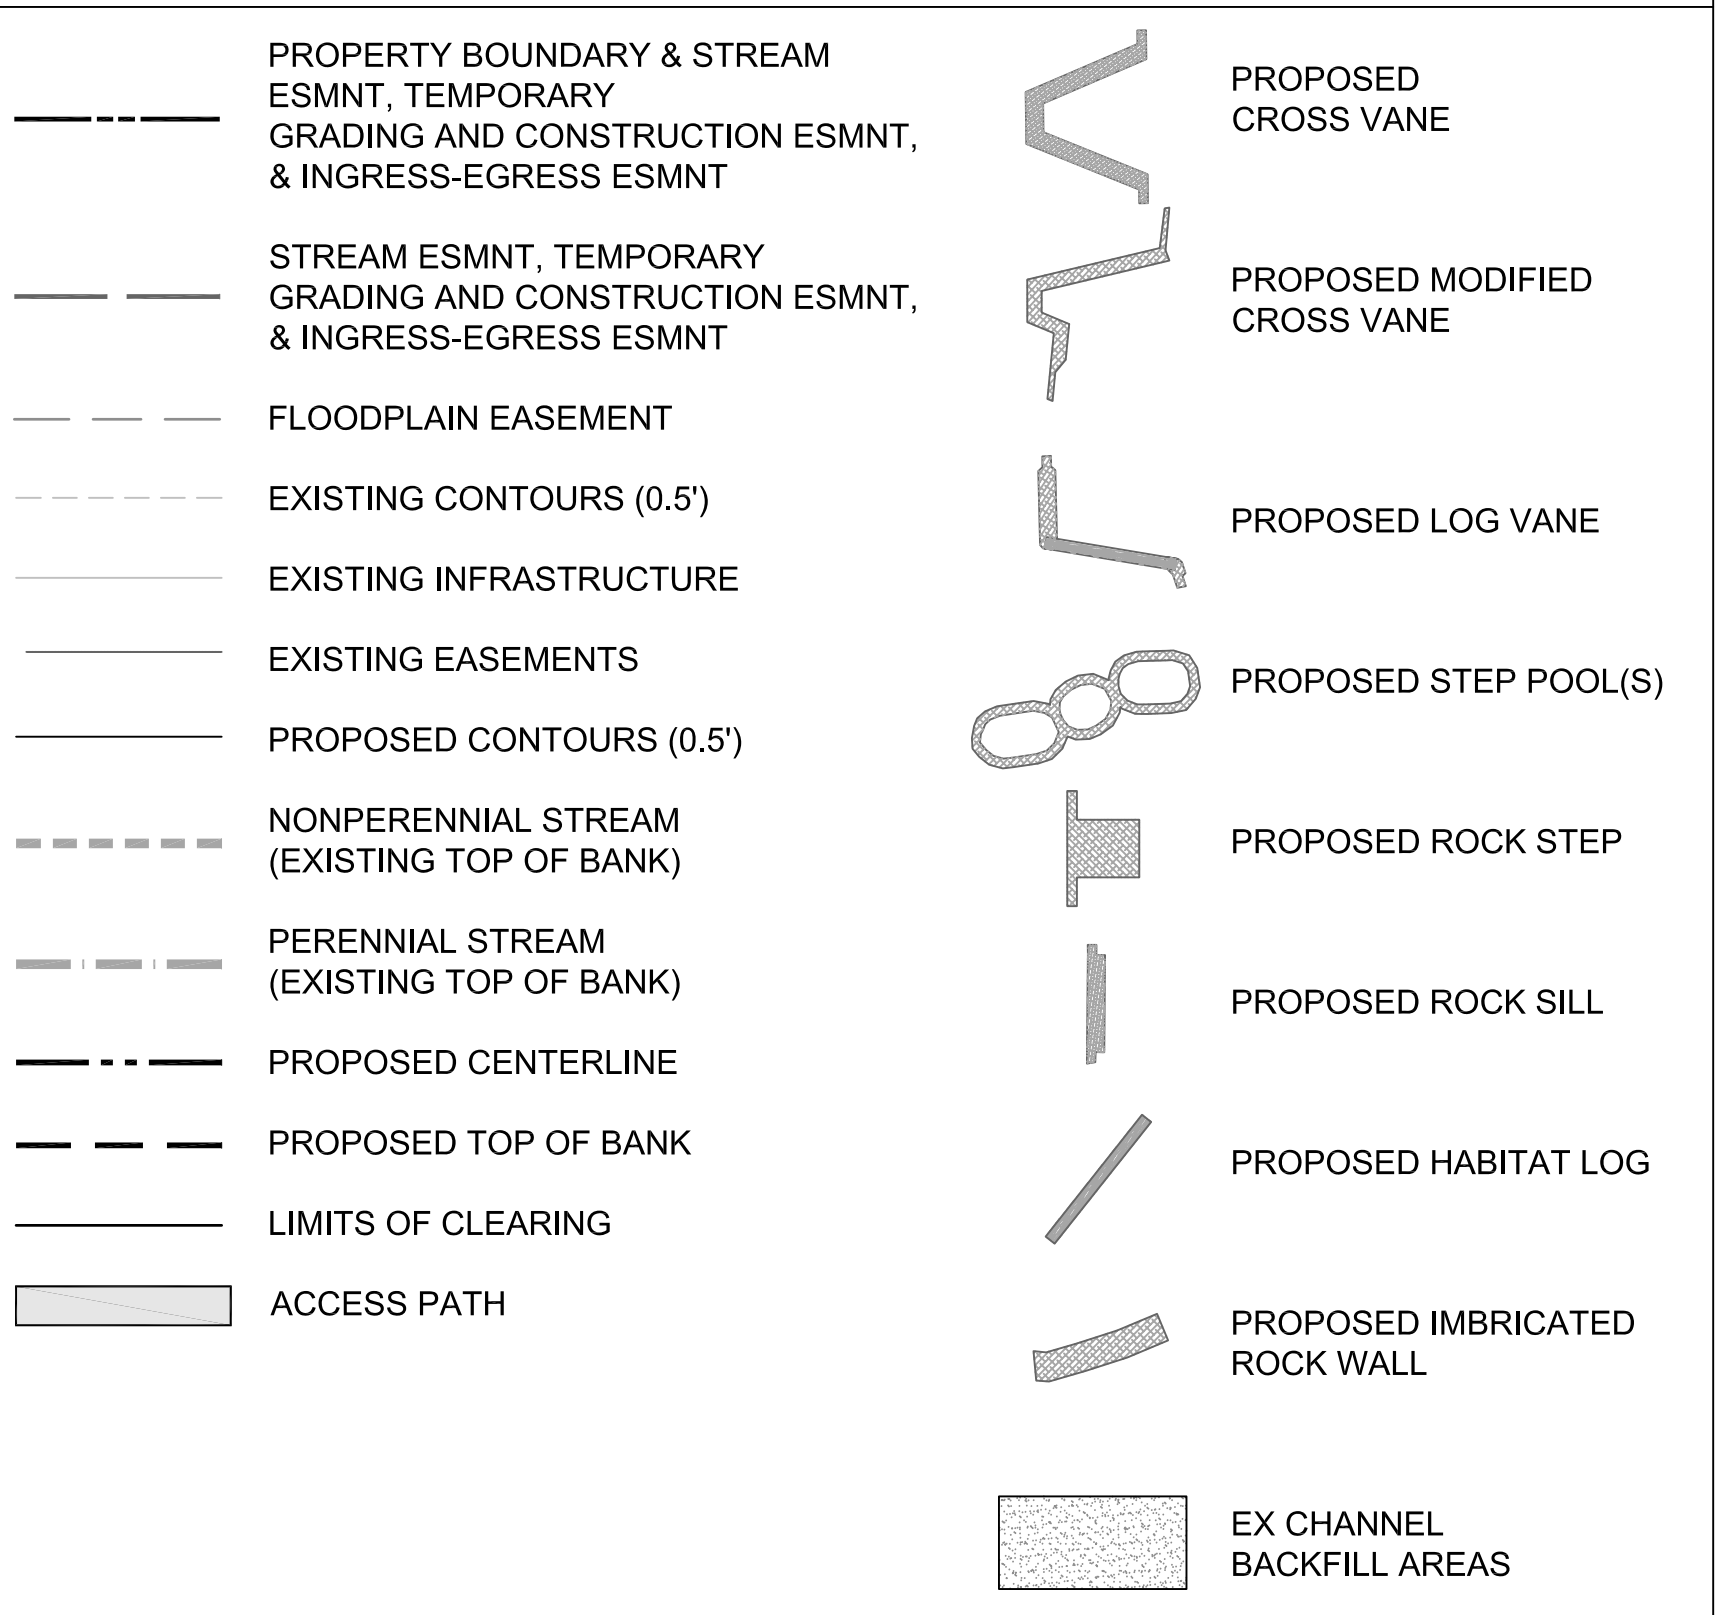 PROPERTY BOUNDARY & STREAM
ESMNT, TEMPORARY
GRADING AND CONSTRUCTION ESMNT,
& INGRESS-EGRESS ESMNT
STREAM ESMNT, TEMPORARY
GRADING AND CONSTRUCTION ESMNT,
& INGRESS-EGRESS ESMNT
FLOODPLAIN EASEMENT
EXISTING CONTOURS (0.5')
EXISTING INFRASTRUCTURE
EXISTING EASEMENTS
PROPOSED CONTOURS (0.5')
NONPERENNIAL STREAM
(EXISTING TOP OF BANK)
PERENNIAL STREAM
(EXISTING TOP OF BANK)
PROPOSED CENTERLINE
PROPOSED TOP OF BANK
LIMITS OF CLEARING
ACCESS PATH
PROPOSED
CROSS VANE
PROPOSED MODIFIED
CROSS VANE
PROPOSED LOG VANE
PROPOSED STEP POOL(S)
PROPOSED ROCK STEP
PROPOSED ROCK SILL
PROPOSED HABITAT LOG
PROPOSED IMBRICATED
ROCK WALL
EX CHANNEL
BACKFILL AREAS